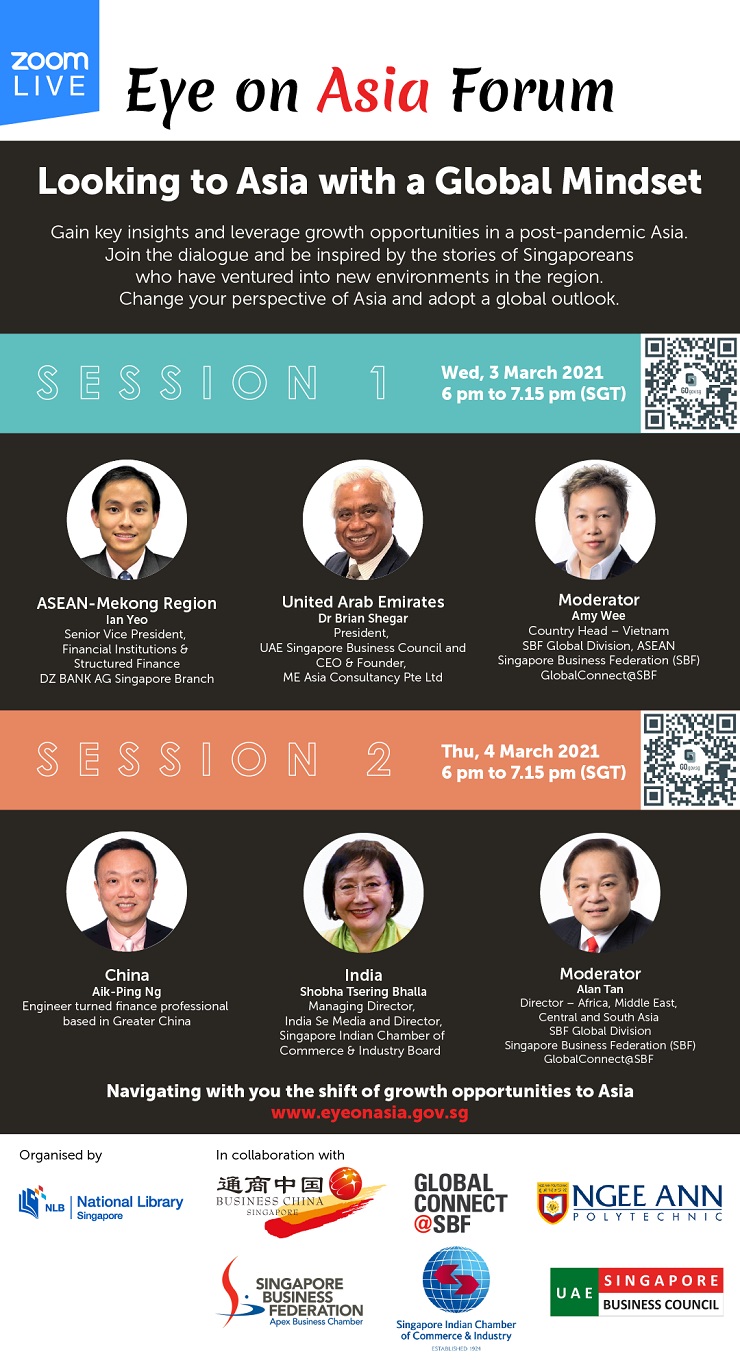 zoom
LIVE
Eye on Asia Forum
Looking to Asia with a Global Mindset
Gain key insights and leverage growth opportunities in a post-pandemic Asia.
Join the dialogue and be inspired by the stories of Singaporeans
who have ventured into new environments in the region.
Change your perspective of Asia and adopt a global outlook.
SESSION 1
Wed, 3 March 2021
6 pm to 7.15 pm (SGT)
GO.gov.sg
ASEAN-Mekong Region
Ian Yeo
Senior Vice President,
Financial Institutions &
Structured Finance
DZ BANK AG Singapore Branch
United Arab Emirates
Dr Brian Shegar
President,
UAE Singapore Business Council and
CEO & Founder,
ME Asia Consultancy Pte Ltd
Moderator
Amy Wee
Country Head – Vietnam
SBF Global Division, ASEAN
Singapore Business Federation (SBF)
GlobalConnect@SBF
SESSION 2
Thu, 4 March 2021
6 pm to 7.15 pm (SGT)
GO.gov.sg
China
Aik-Ping Ng
Engineer turned finance professional
based in Greater China
India
Shobha Tsering Bhalla
Managing Director,
India Se Media and Director,
Singapore Indian Chamber of
Commerce & Industry Board
Moderator
Alan Tan
Director – Africa, Middle East,
Central and South Asia
SBF Global Division
Singapore Business Federation (SBF)
GlobalConnect@SBF
Navigating with you the shift of growth opportunities to Asia
www.eyeonasia.gov.sg
Organised by
NLB National Library
Singapore
In collaboration with
通商中国
BUSINESS CHINA
SINGAPORE
GLOBAL
CONNECT
@SBF
NGEE ANN
POLYTECHNIC
SINGAPORE
BUSINESS
FEDERATION
Apex Business Chamber
Singapore Indian Chamber
of Commerce & Industry
ESTABLISHED 1924
UAE SINGAPORE
BUSINESS COUNCIL